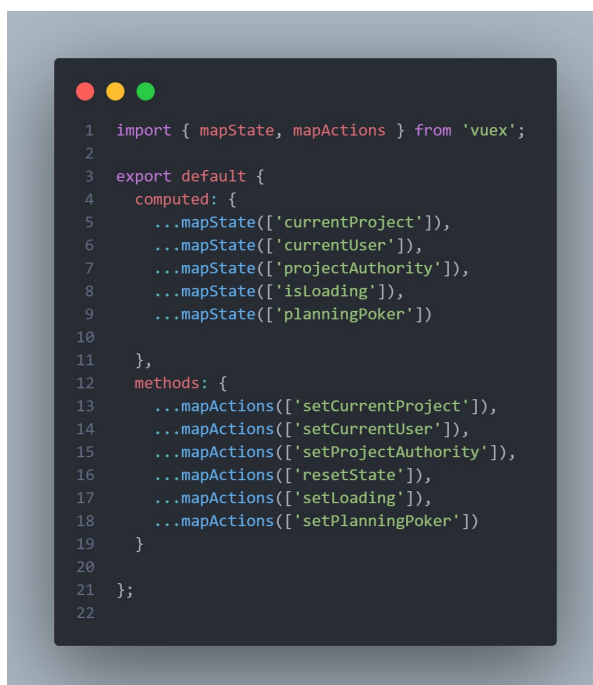 1 import { mapState, mapActions } from 'vuex';
2
3 export default {
4 computed: {
5 ...mapState(['currentProject']),
6 ...mapState(['currentUser']),
7 ...mapState(['projectAuthority']),
8 ...mapState(['isLoading']),
9 ...mapState(['planningPoker'])
10
11 },
12 methods: {
13 ...mapActions(['setCurrentProject']),
14 ...mapActions(['setCurrentUser']),
15 ...mapActions(['setProjectAuthority']),
16 ...mapActions(['resetState']),
17 ...mapActions(['setLoading']),
18 ...mapActions(['setPlanningPoker'])
19 }
20
21 };
22